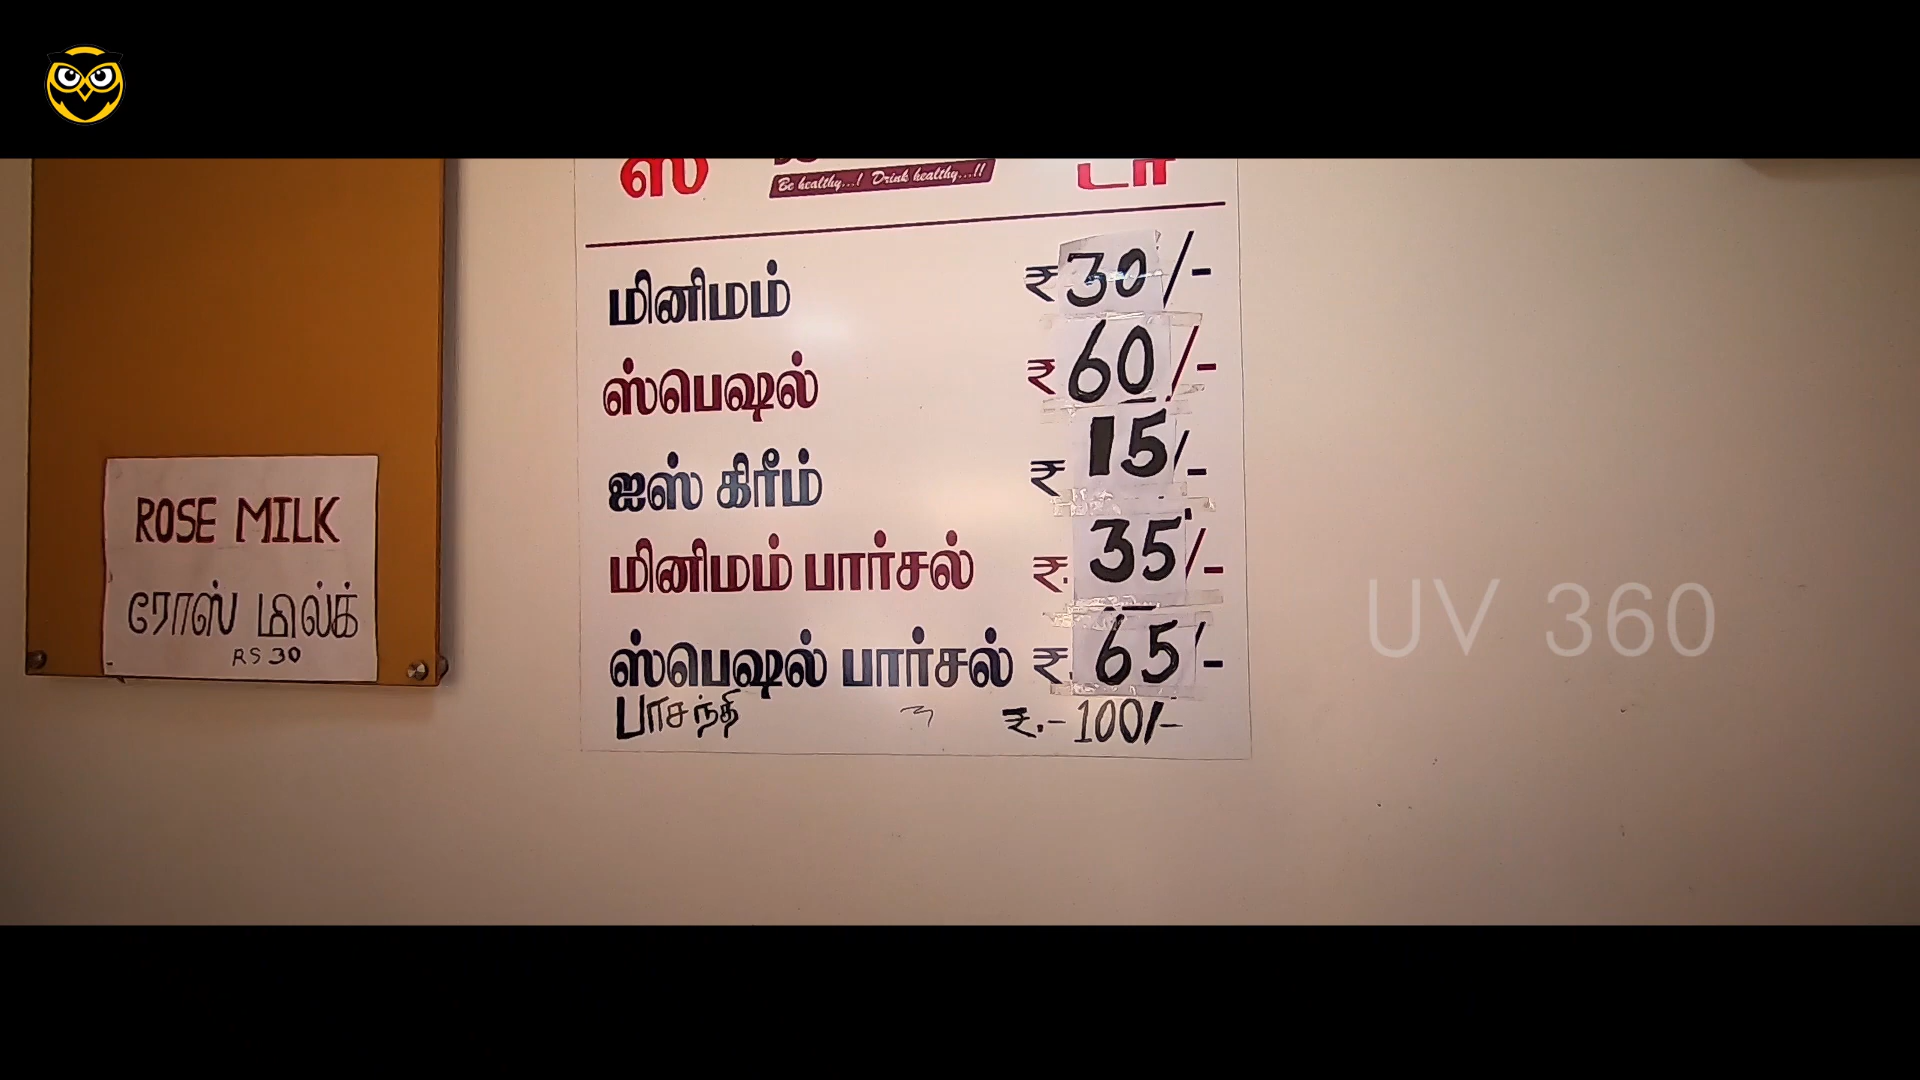 ROSE MILK
ரோஸ் மில்க்
RS 30
ஸ்
டா
Be healthy...! Drink healthy...!!
மினிமம் ₹ 30/-
ஸ்பெஷல் ₹ 60/-
ஐஸ் கிரீம் ₹ 15/-
மினிமம் பார்சல் ₹. 35/-
ஸ்பெஷல் பார்சல் ₹. 65/-
பாசந்தி ₹.- 100/-
UV 360